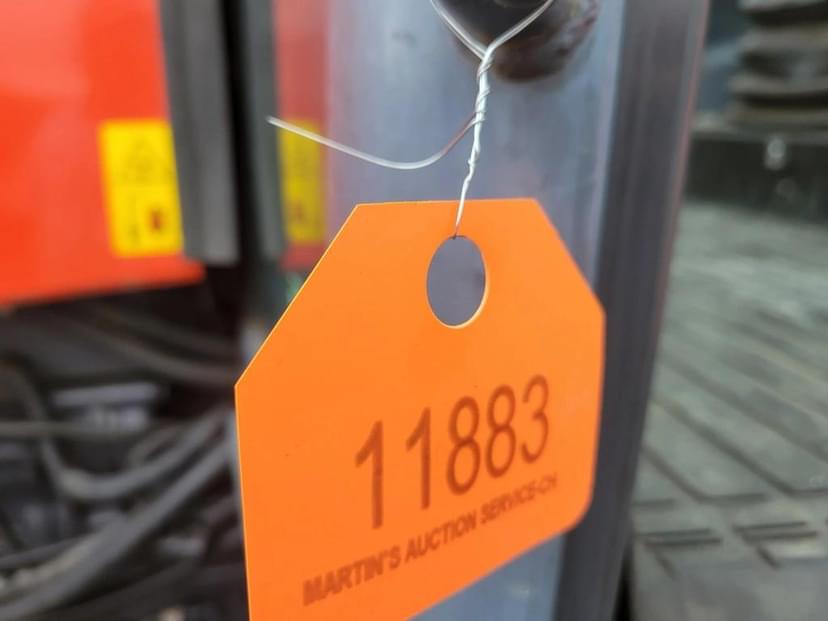 11883
MARTIN'S AUCTION SERVICE-CH